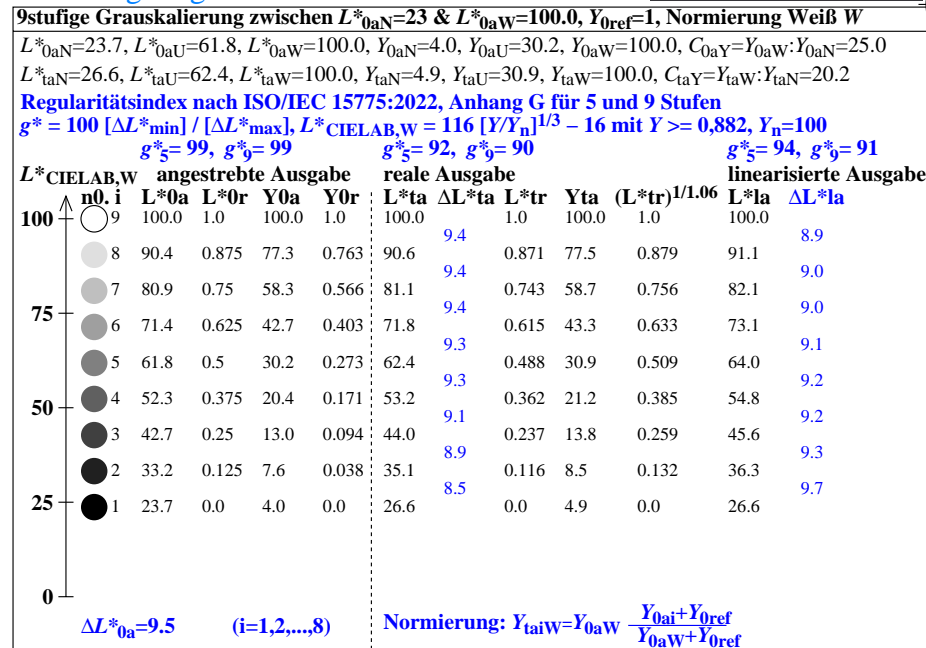 9stufige Grauskalierung zwischen L*0aN=23 & L*0aW=100.0, Y0ref=1, Normierung Weiß W
L*0aN=23.7, L*0aU=61.8, L*0aW=100.0, Y0aN=4.0, Y0aU=30.2, Y0aW=100.0, C0aY=Y0aW:Y0aN=25.0
L*taN=26.6, L*taU=62.4, L*taW=100.0, YtaN=4.9, YtaU=30.9, YtaW=100.0, CtaY=YtaW:YtaN=20.2
Regularitätsindex nach ISO/IEC 15775:2022, Anhang G für 5 und 9 Stufen
g* = 100 [ΔL*min] / [ΔL*max], L*CIELAB,W = 116 [Y/Yn]1/3 – 16 mit Y >= 0,882, Yn=100
g*5= 99, g*9= 99 g*5= 92, g*9= 90 g*5= 94, g*9= 91
L*CIELAB,W angestrebte Ausgabe reale Ausgabe linearisierte Ausgabe
n0. i L*0a L*0r Y0a Y0r L*ta ΔL*ta L*tr Yta (L*tr)1/1.06 L*la ΔL*la
100 9 100.0 1.0 100.0 1.0 100.0 1.0 100.0 1.0 100.0
9.4 8.9
8 90.4 0.875 77.3 0.763 90.6 0.871 77.5 0.879 91.1
9.4 9.0
7 80.9 0.75 58.3 0.566 81.1 0.743 58.7 0.756 82.1
75 9.4 9.0
6 71.4 0.625 42.7 0.403 71.8 0.615 43.3 0.633 73.1
9.3 9.1
5 61.8 0.5 30.2 0.273 62.4 0.488 30.9 0.509 64.0
9.3 9.2
4 52.3 0.375 20.4 0.171 53.2 0.362 21.2 0.385 54.8
50 9.1 9.2
3 42.7 0.25 13.0 0.094 44.0 0.237 13.8 0.259 45.6
8.9 9.3
2 33.2 0.125 7.6 0.038 35.1 0.116 8.5 0.132 36.3
8.5 9.7
25 1 23.7 0.0 4.0 0.0 26.6 0.0 4.9 0.0 26.6
0
ΔL*0a=9.5 (i=1,2,...,8) Normierung: YtaiW=Y0aW Y0ai+Y0ref
Y0aW+Y0ref